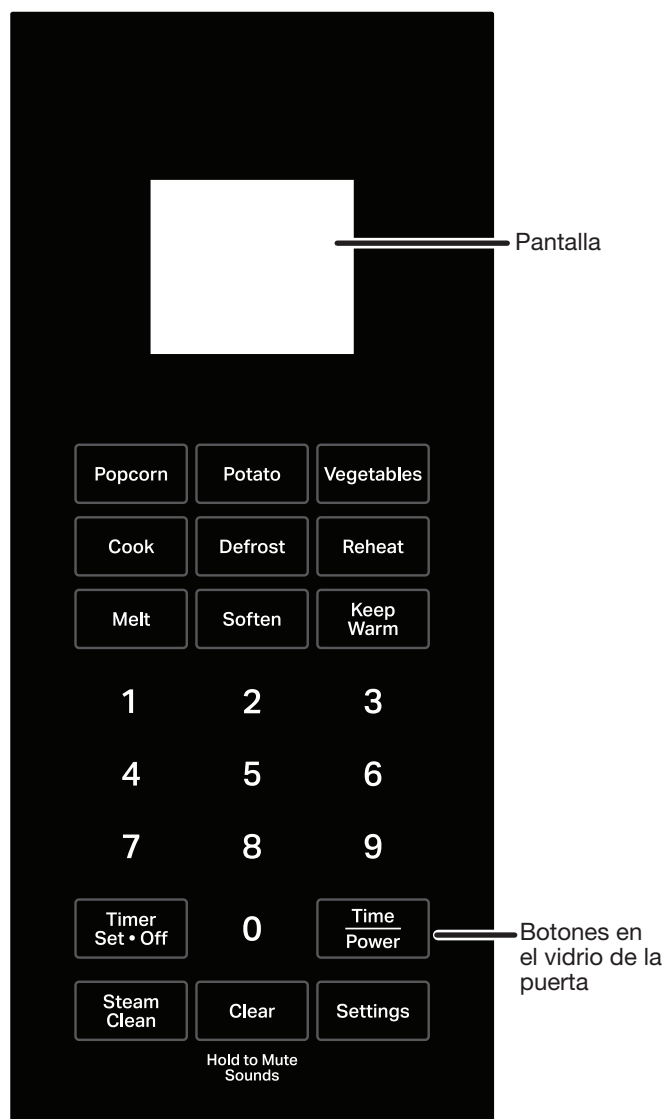 Pantalla
Popcorn Potato Vegetables
Cook Defrost Reheat
Melt Soften Keep
Warm
1 2 3
4 5 6
7 8 9
Timer
Set • Off
0
Time
Power
Botones en
el vidrio de la
puerta
Steam
Clean
Clear
Settings
Hold to Mute
Sounds